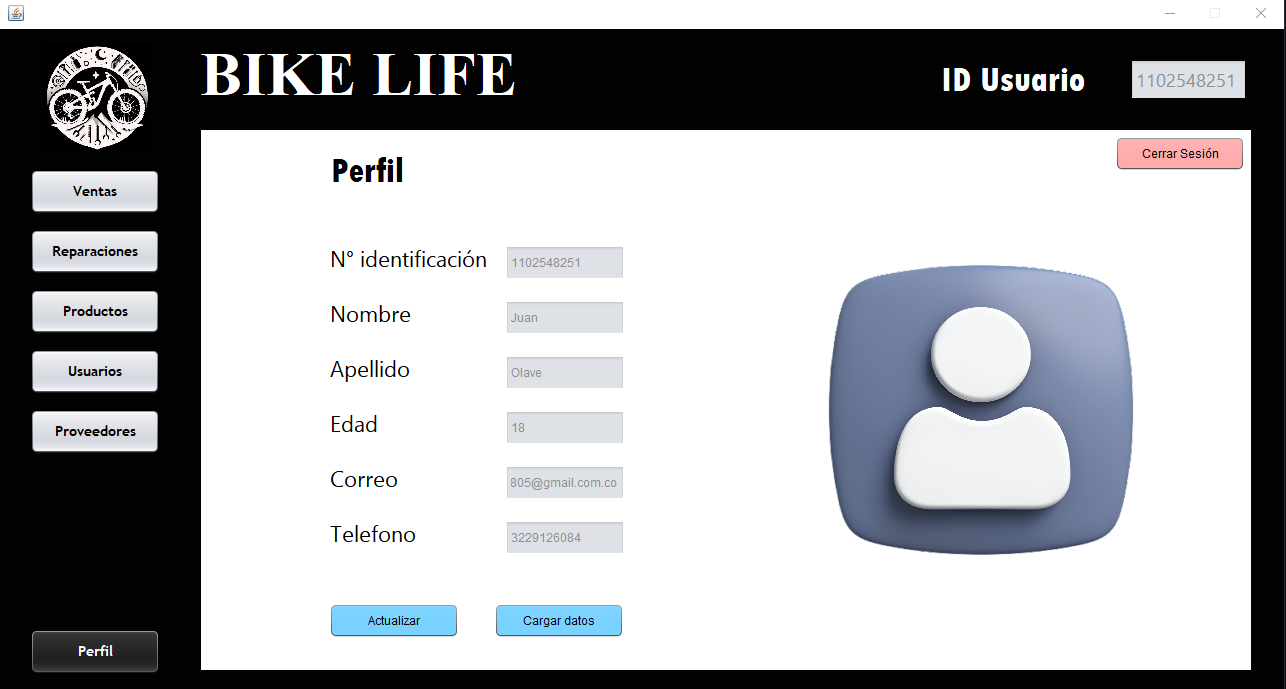 BIKE LIFE
ID Usuario 1102548251
Cerrar Sesión
Perfil
Ventas
Reparaciones
Productos
Usuarios
Proveedores
Perfil
N° identificación 1102548251
Nombre Juan
Apellido Olave
Edad 18
Correo 805@gmail.com.co
Telefono 3229126084
Actualizar Cargar datos